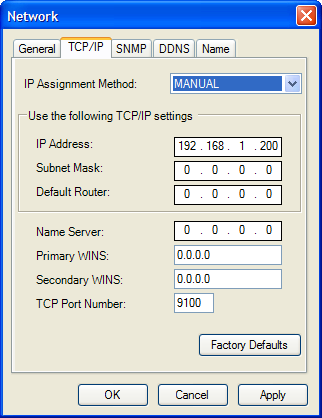 Network
General TCP/IP SNMP DDNS Name
IP Assignment Method: MANUAL
Use the following TCP/IP settings
IP Address: 192 . 168 . 1 . 200
Subnet Mask: 0 . 0 . 0 . 0
Default Router: 0 . 0 . 0 . 0
Name Server: 0 . 0 . 0 . 0
Primary WINS: 0.0.0.0
Secondary WINS: 0.0.0.0
TCP Port Number: 9100
Factory Defaults
OK Cancel Apply